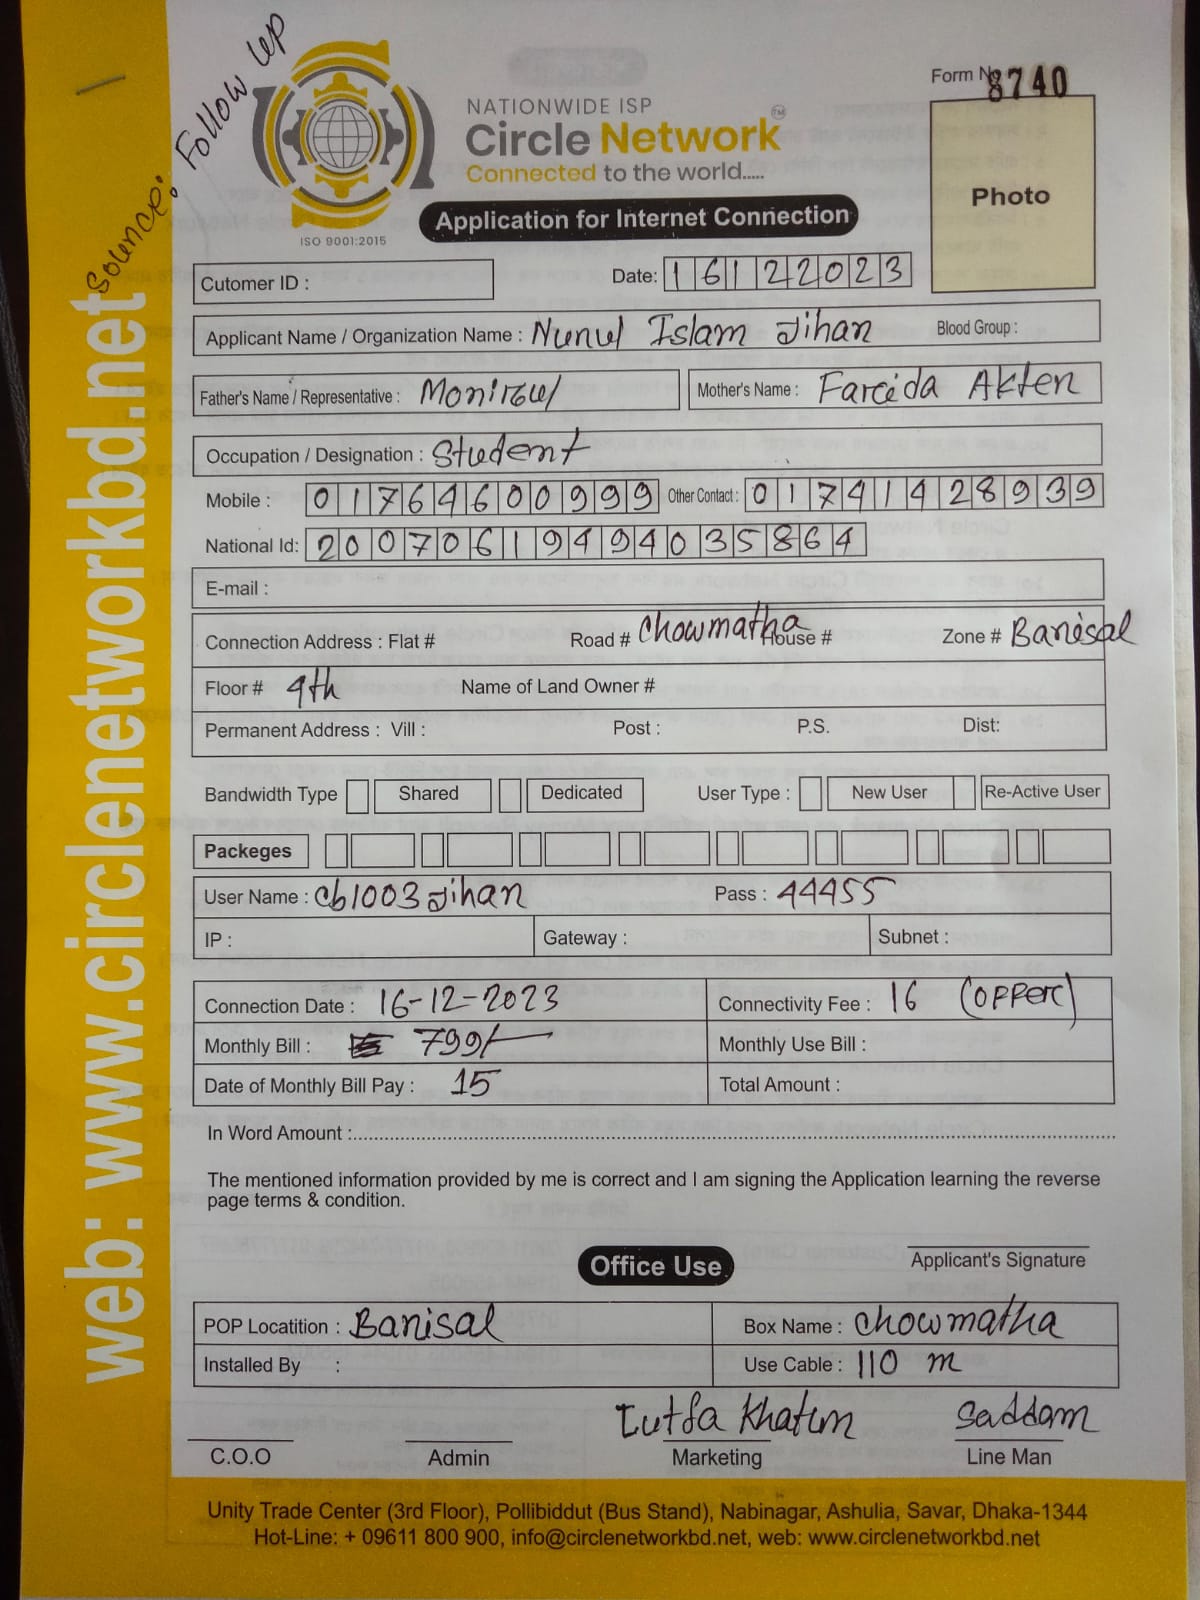 Source: Follow Up
Form No. 8740
NATIONWIDE ISP
Circle Network TM
Connected to the world.....
ISO 9001:2015
Application for Internet Connection
Photo
Cutomer ID :
Date: 16122023
Applicant Name / Organization Name : Nurul Islam Jihan Blood Group :
Father's Name / Representative : Monirul Mother's Name : Fareida Akter
Occupation / Designation : Student
Mobile : 01764600999 Other Contact : 01741428939
National Id: 20070619494035864
E-mail :
Connection Address : Flat # Road # Chowmatha House # Zone # Barisal
Floor # 4th Name of Land Owner #
Permanent Address : Vill : Post : P.S. Dist:
Bandwidth Type Shared Dedicated User Type : New User Re-Active User
Packeges
User Name : cb1003Jihan Pass : 44455
IP : Gateway : Subnet :
Connection Date : 16-12-2023 Connectivity Fee : 16 (offer)
Monthly Bill : 799/- Monthly Use Bill :
Date of Monthly Bill Pay : 15 Total Amount :
In Word Amount :
The mentioned information provided by me is correct and I am signing the Application learning the reverse
page terms & condition.
Applicant's Signature
Office Use
POP Locatition : Barisal Box Name : Chowmatha
Installed By : Use Cable : 110 m
Lutfa Khatun Saddam
C.O.O Admin Marketing Line Man
Unity Trade Center (3rd Floor), Pollibiddut (Bus Stand), Nabinagar, Ashulia, Savar, Dhaka-1344
Hot-Line: + 09611 800 900, info@circlenetworkbd.net, web: www.circlenetworkbd.net
web: www.circlenetworkbd.net